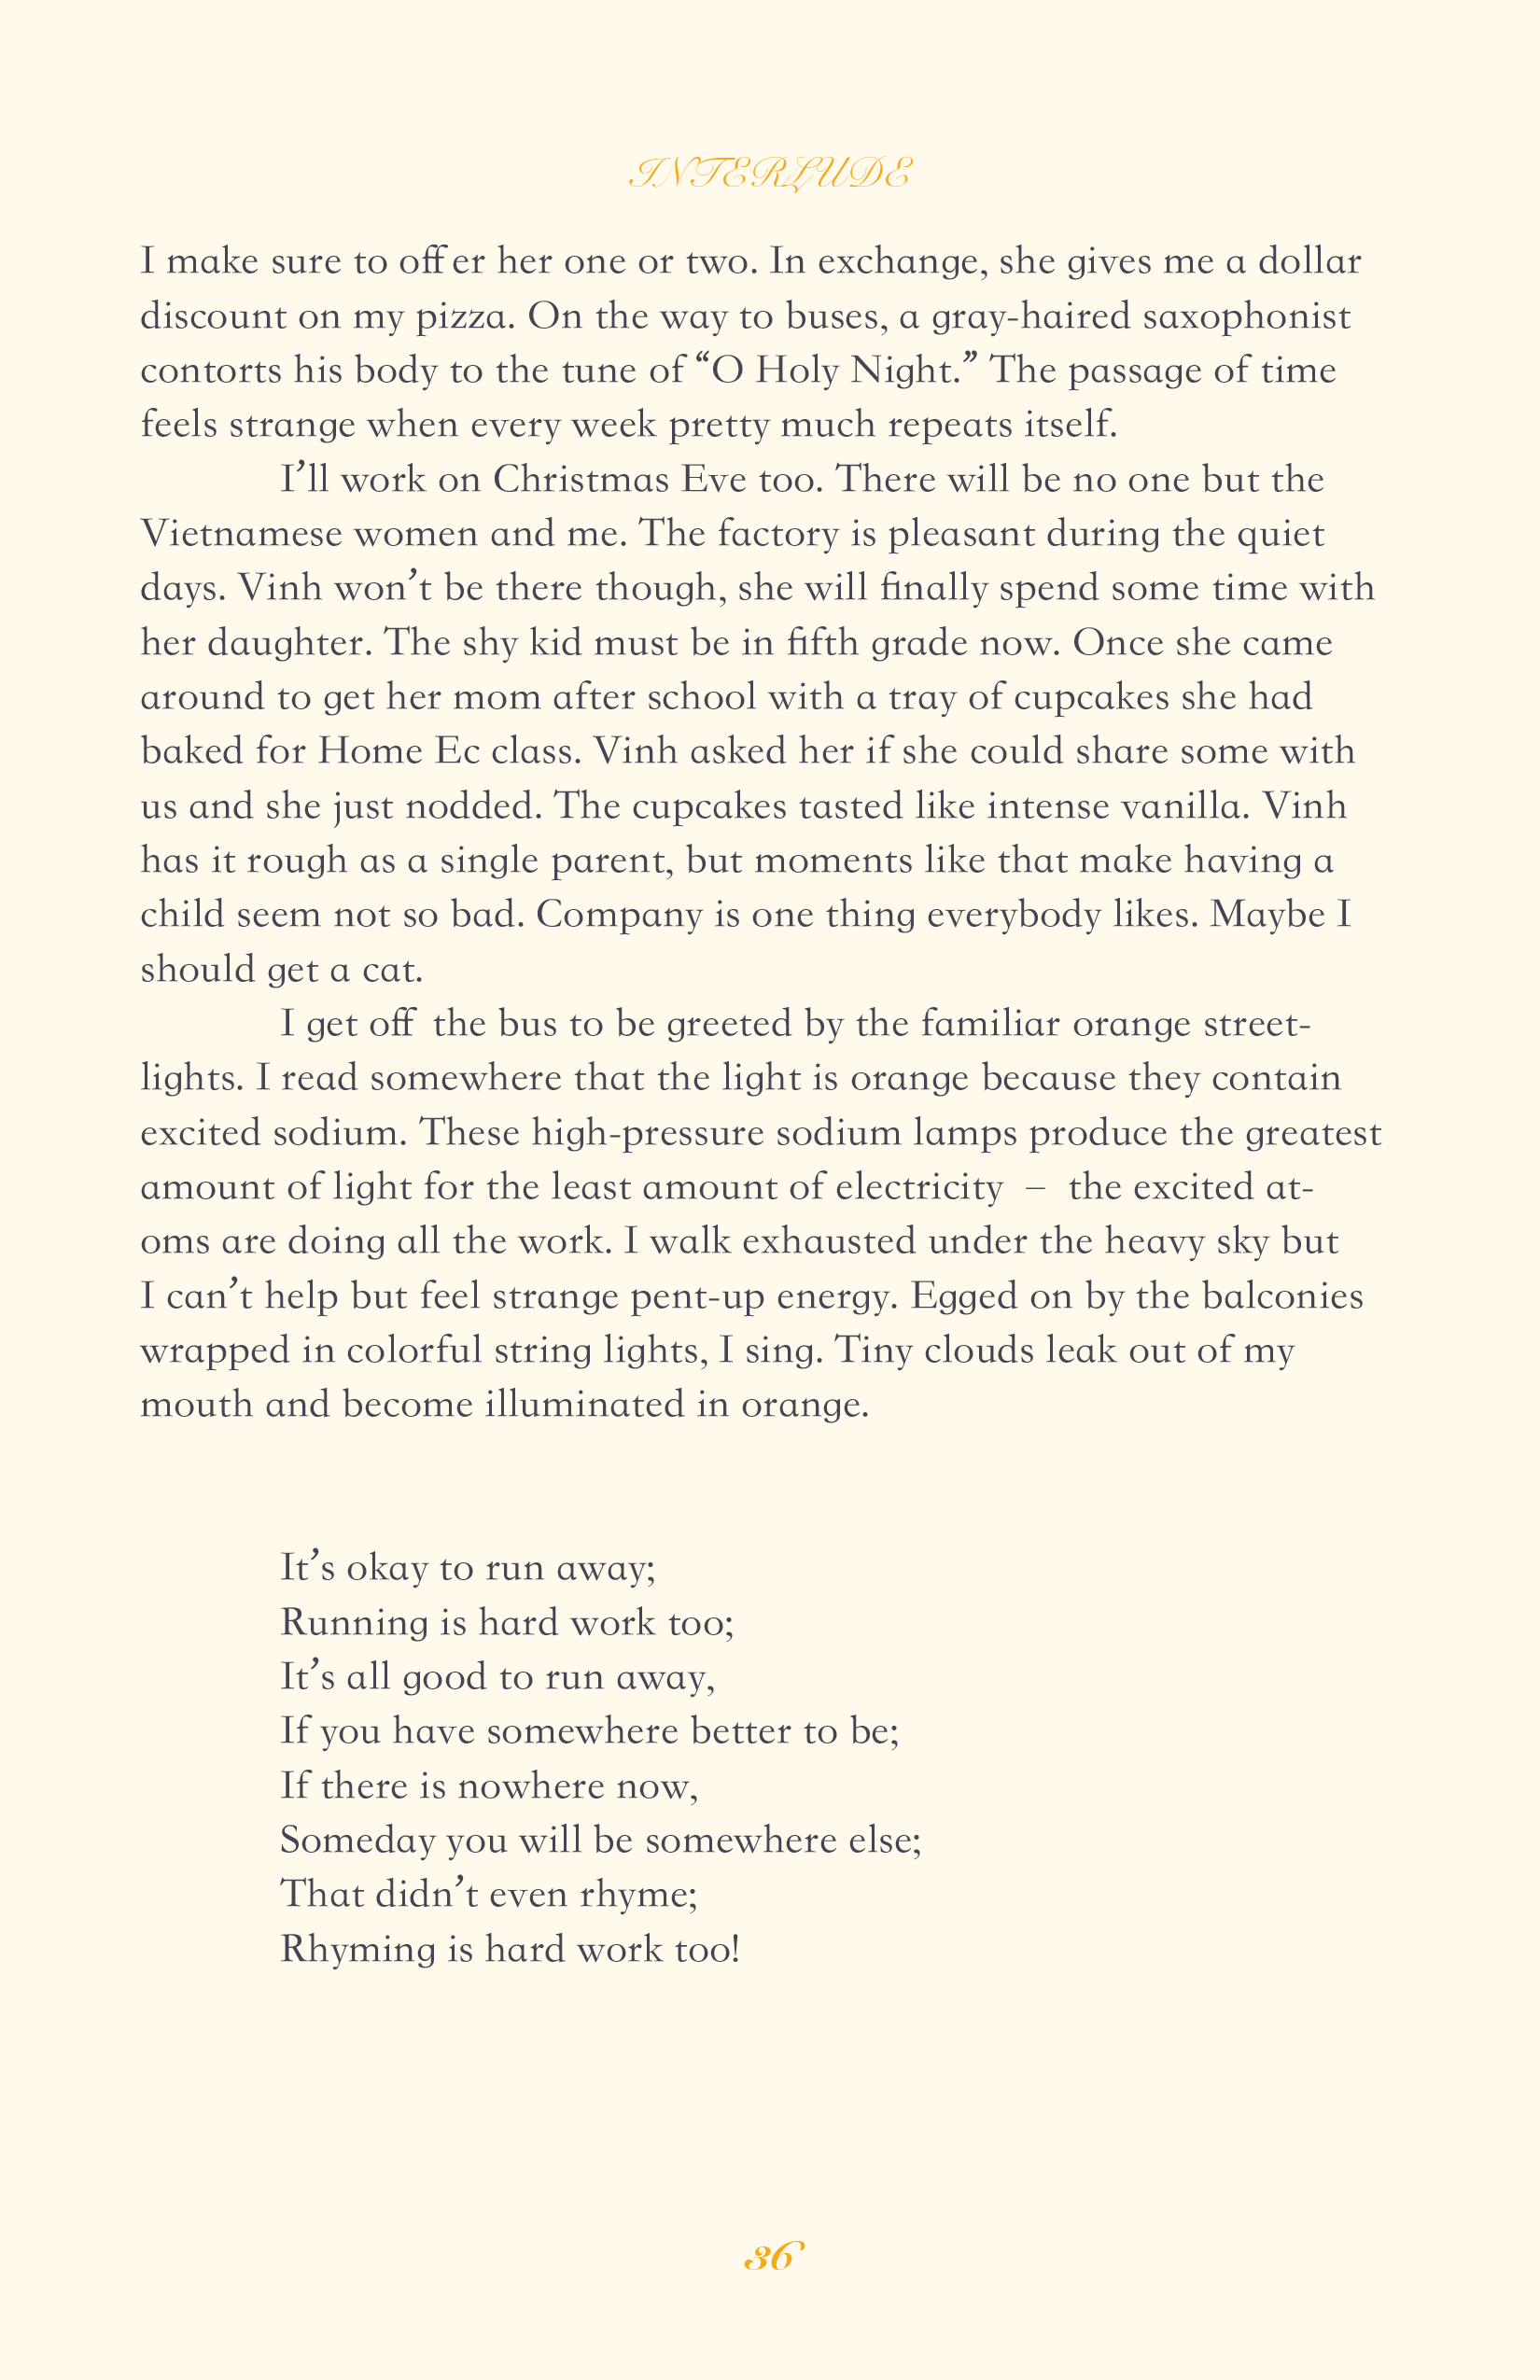 INTERLUDE
I make sure to offer her one or two. In exchange, she gives me a dollar
discount on my pizza. On the way to buses, a gray-haired saxophonist
contorts his body to the tune of “O Holy Night.” The passage of time
feels strange when every week pretty much repeats itself.
I’ll work on Christmas Eve too. There will be no one but the
Vietnamese women and me. The factory is pleasant during the quiet
days. Vinh won’t be there though, she will finally spend some time with
her daughter. The shy kid must be in fifth grade now. Once she came
around to get her mom after school with a tray of cupcakes she had
baked for Home Ec class. Vinh asked her if she could share some with
us and she just nodded. The cupcakes tasted like intense vanilla. Vinh
has it rough as a single parent, but moments like that make having a
child seem not so bad. Company is one thing everybody likes. Maybe I
should get a cat.
I get off the bus to be greeted by the familiar orange street-
lights. I read somewhere that the light is orange because they contain
excited sodium. These high-pressure sodium lamps produce the greatest
amount of light for the least amount of electricity – the excited at-
oms are doing all the work. I walk exhausted under the heavy sky but
I can’t help but feel strange pent-up energy. Egged on by the balconies
wrapped in colorful string lights, I sing. Tiny clouds leak out of my
mouth and become illuminated in orange.
It’s okay to run away;
Running is hard work too;
It’s all good to run away,
If you have somewhere better to be;
If there is nowhere now,
Someday you will be somewhere else;
That didn’t even rhyme;
Rhyming is hard work too!
36